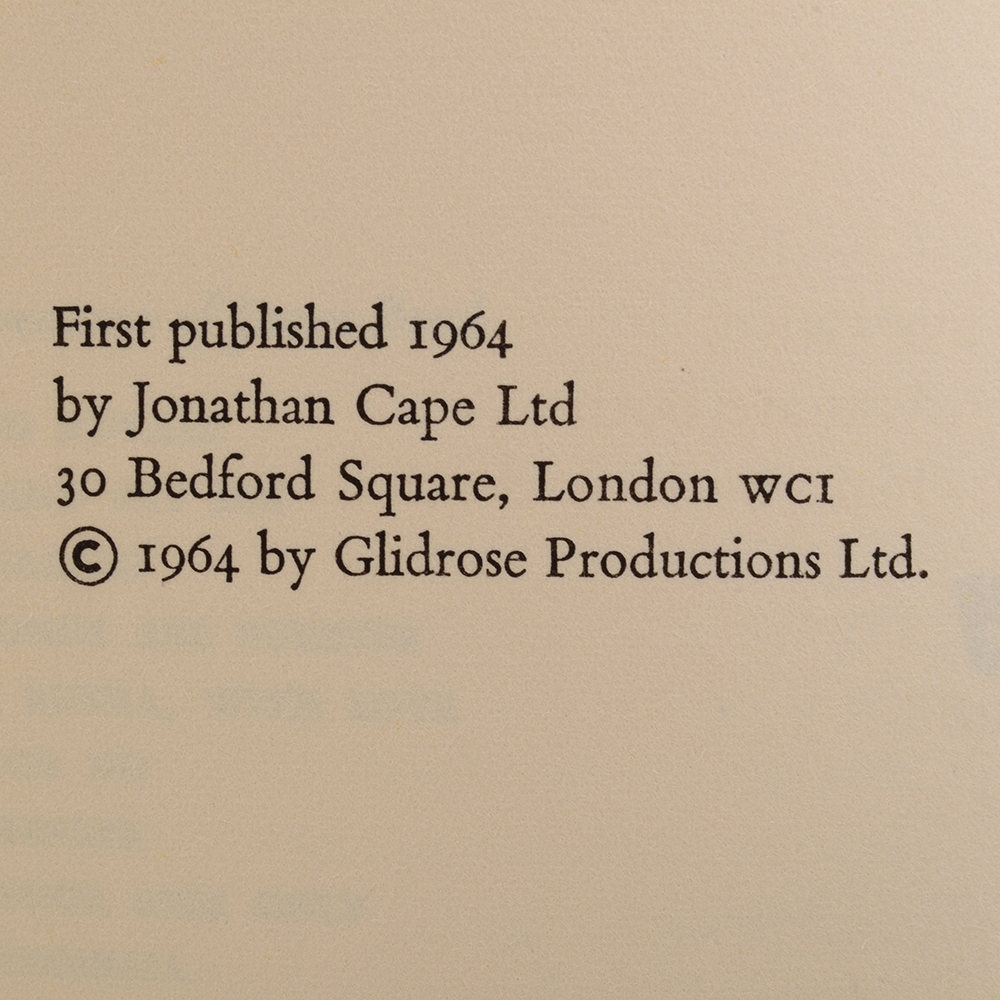 First published 1964
by Jonathan Cape Ltd
30 Bedford Square, London WC1
© 1964 by Glidrose Productions Ltd.